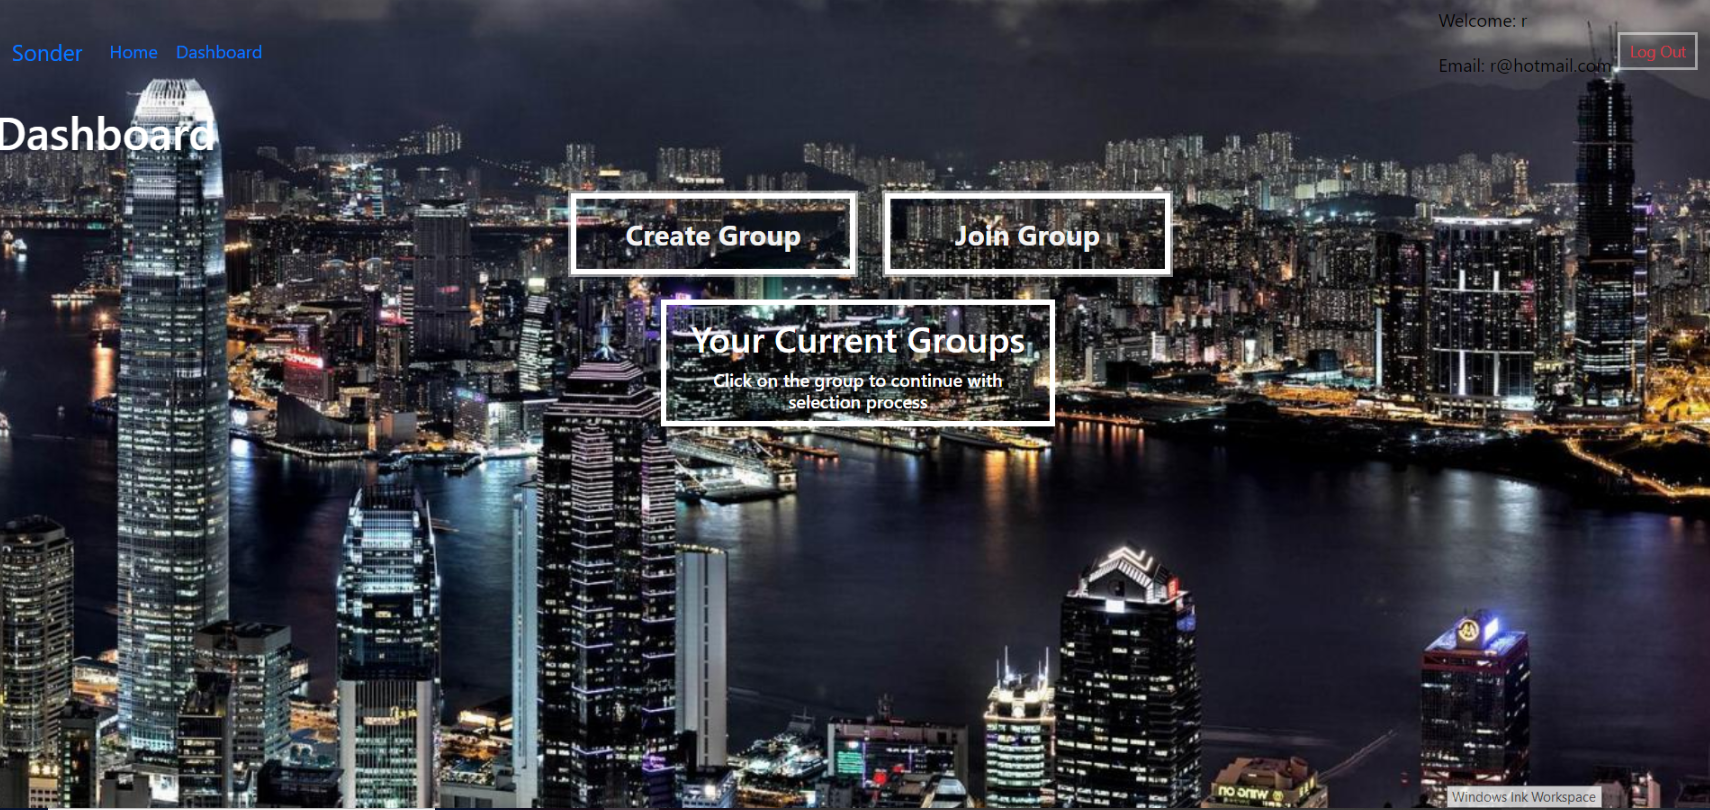 Welcome: r
Sonder Home Dashboard
Email: r@hotmail.com
Log Out
Dashboard
Create Group
Join Group
Your Current Groups
Click on the group to continue with
selection process
Windows Ink Workspace